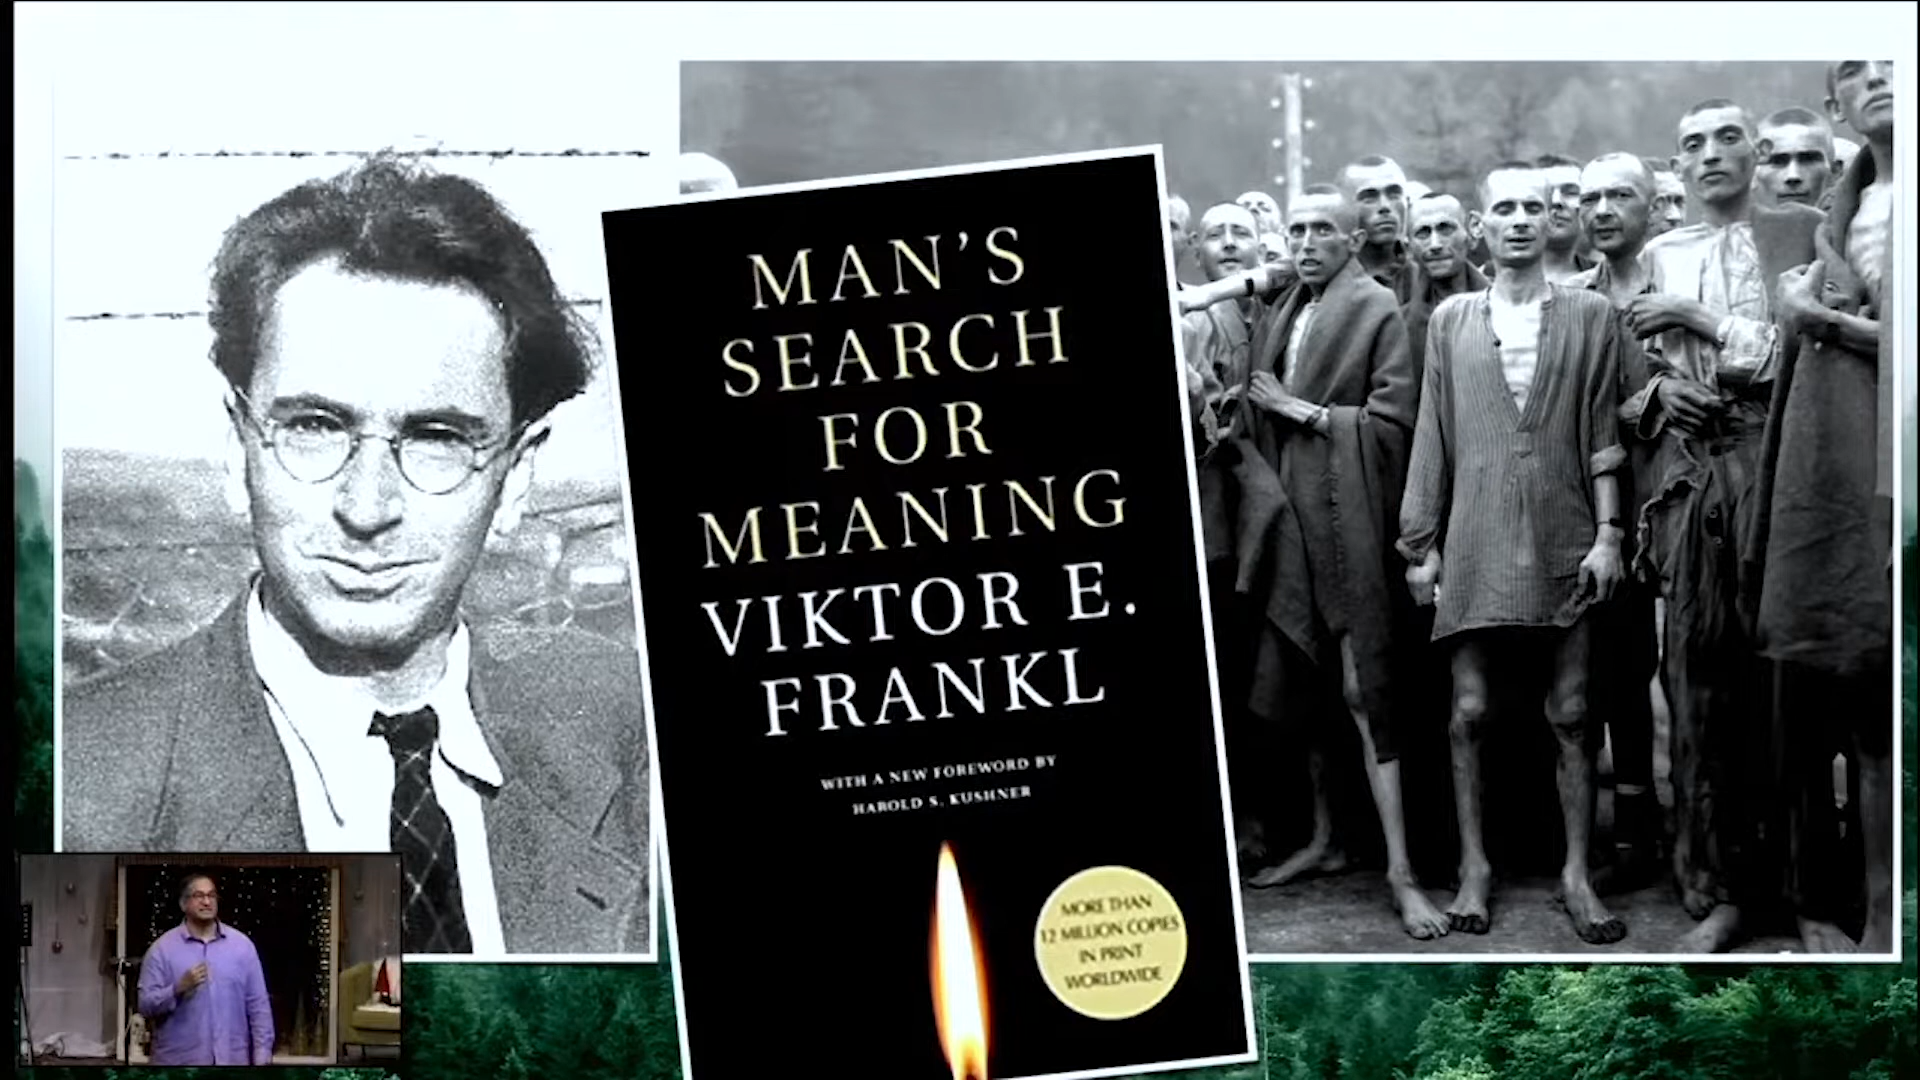 MAN'S
SEARCH
FOR
MEANING
VIKTOR E.
FRANKL
WITH A NEW FOREWORD BY
HAROLD S. KUSHNER
MORE THAN
12 MILLION COPIES
IN PRINT
WORLDWIDE